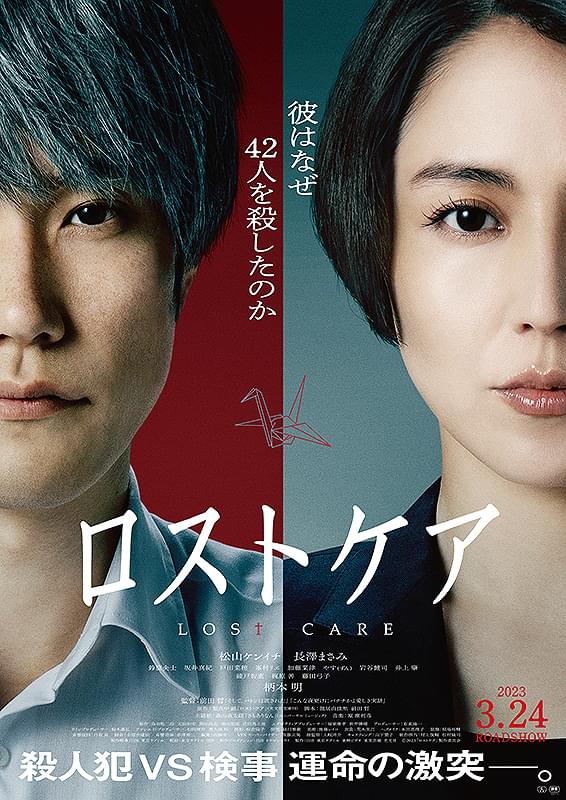 彼はなぜ
42人を殺したのか
ロストケア
LOST CARE
松山ケンイチ 長澤まさみ
鈴鹿央士 坂井真紀 戸田菜穂 峯村リエ 加藤菜津 やす(ずん) 岩谷健司 井上肇
綾戸智恵 梶原善 藤田弓子
柄本 明
2023
3.24
ROADSHOW
殺人犯 VS 検事 運命の激突――。